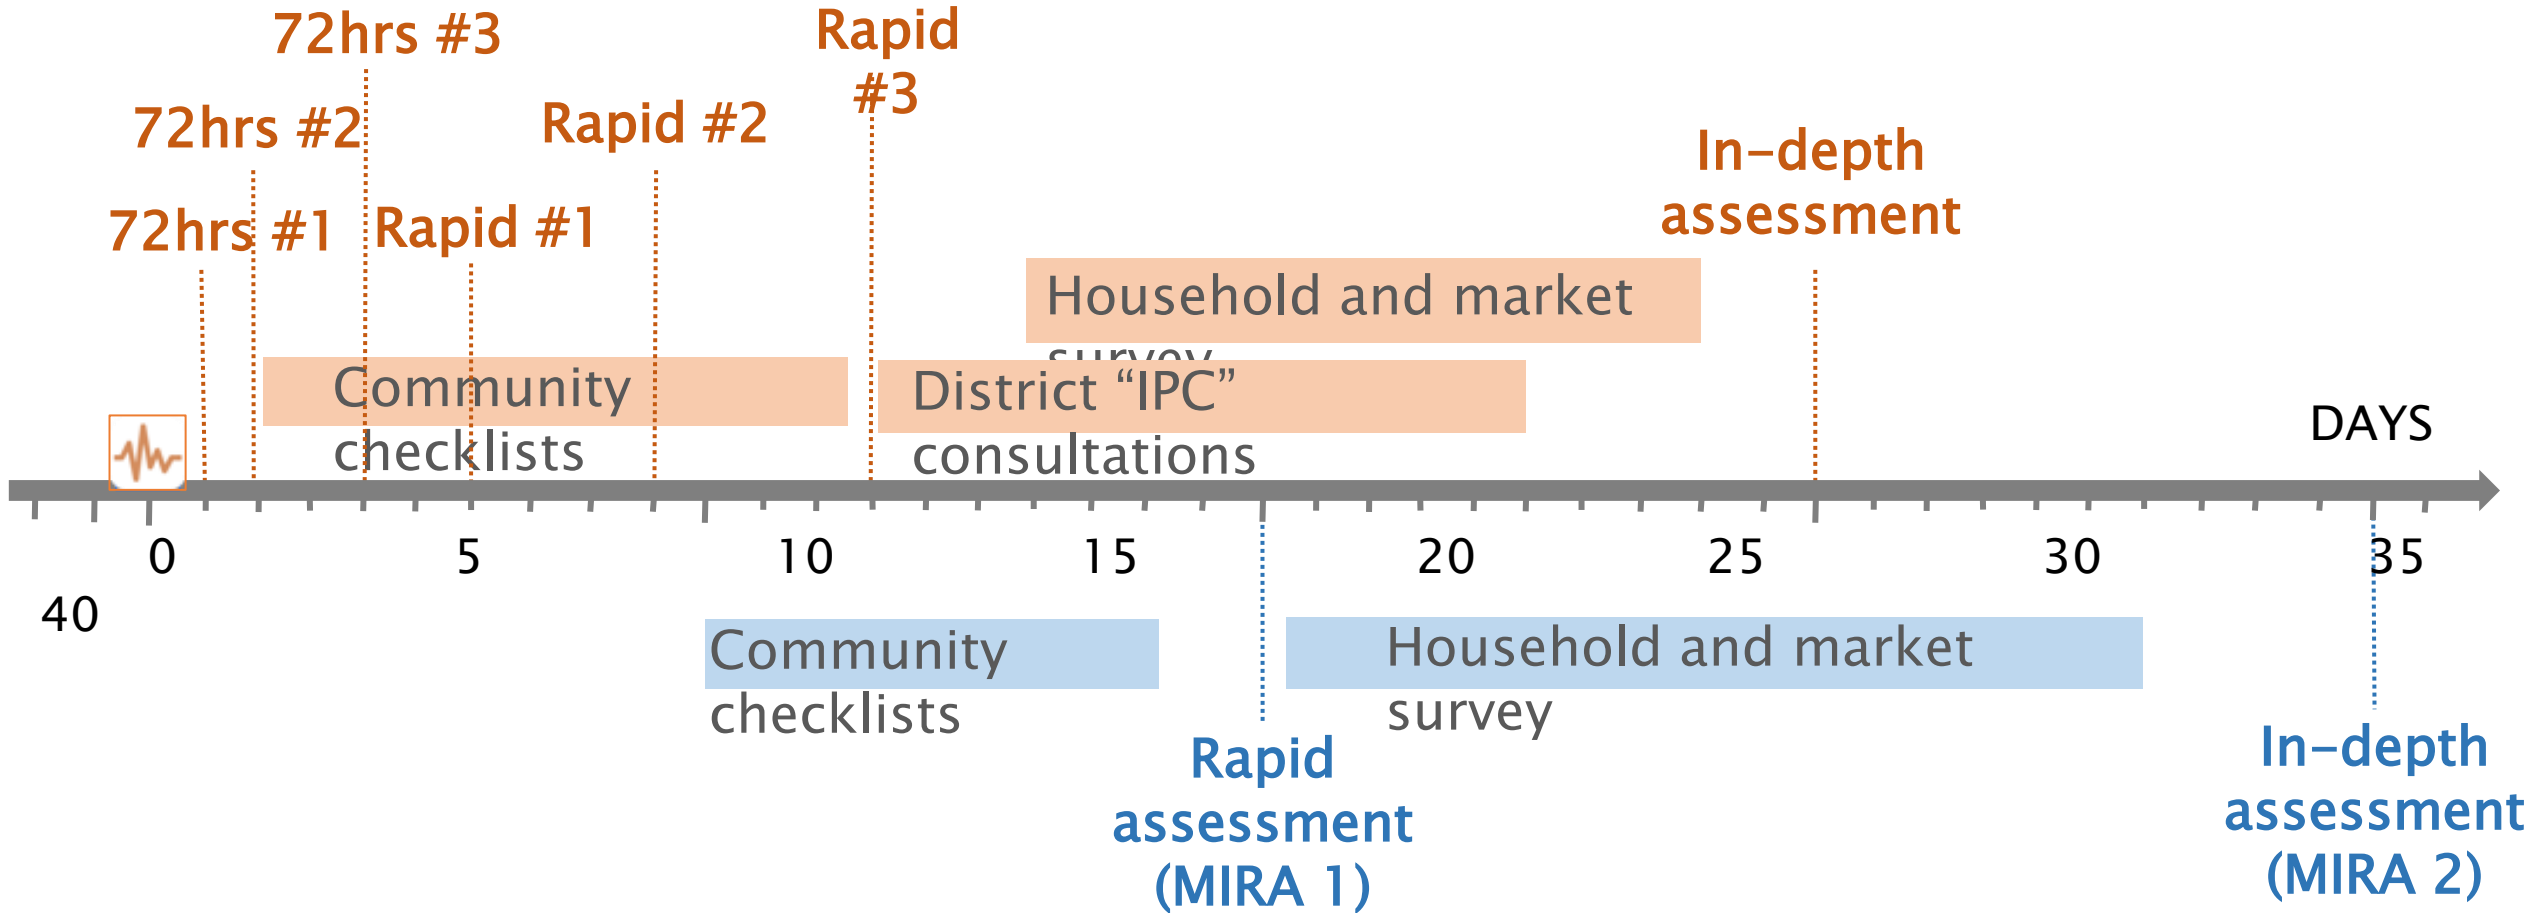 72hrs #3
Rapid
#3
72hrs #2
Rapid #2
In-depth
assessment
72hrs #1
Rapid #1
Household and market
survey
Community
checklists
District “IPC”
consultations
DAYS
0 5 10 15 20 25 30 35
40
Community
checklists
Household and market
survey
Rapid
assessment
(MIRA 1)
In-depth
assessment
(MIRA 2)